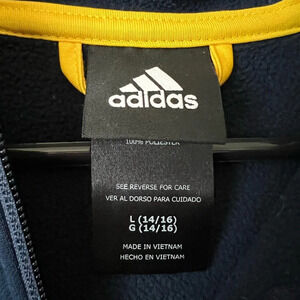 adidas
100% POLYESTER
SEE REVERSE FOR CARE
VER AL DORSO PARA CUIDADO
L (14/16)
G (14/16)
MADE IN VIETNAM
HECHO EN VIETNAM